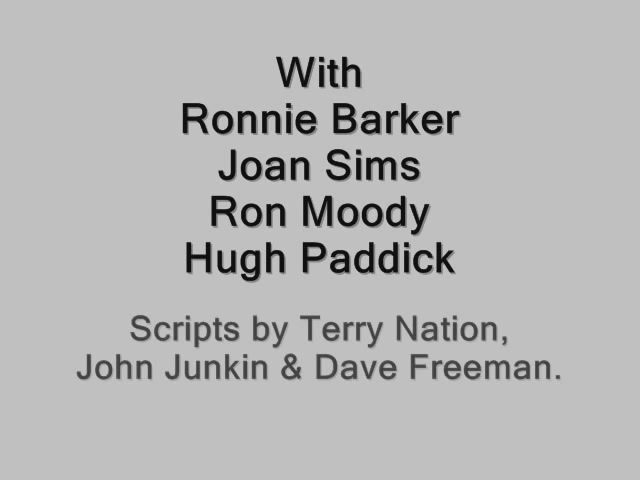 With
Ronnie Barker
Joan Sims
Ron Moody
Hugh Paddick
Scripts by Terry Nation,
John Junkin & Dave Freeman.